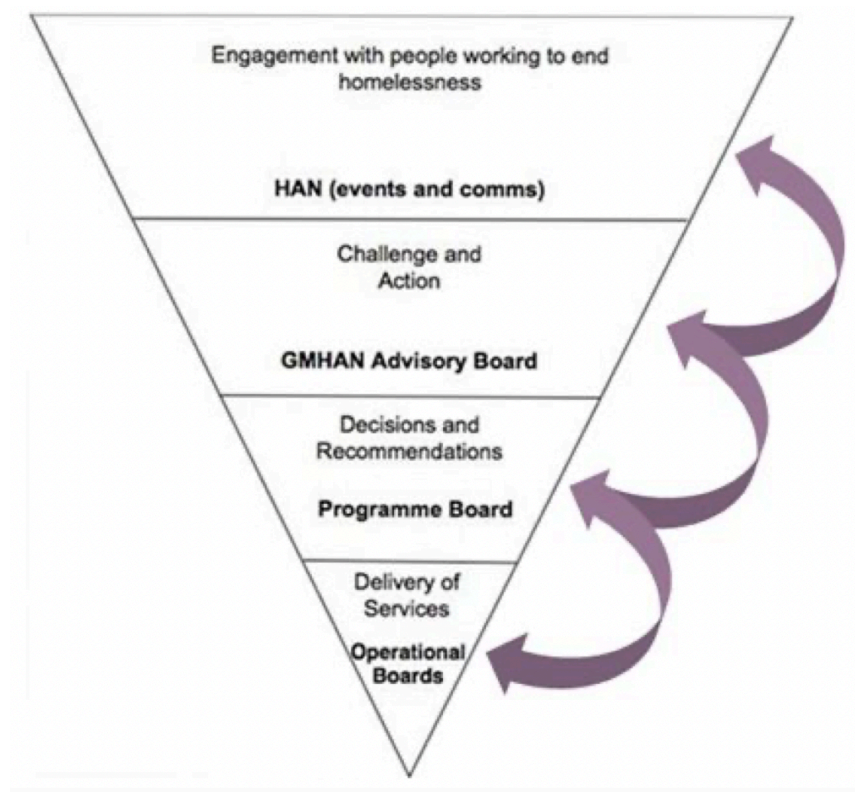 Engagement with people working to end
homelessness
HAN (events and comms)
Challenge and
Action
GMHAN Advisory Board
Decisions and
Recommendations
Programme Board
Delivery of
Services
Operational
Boards